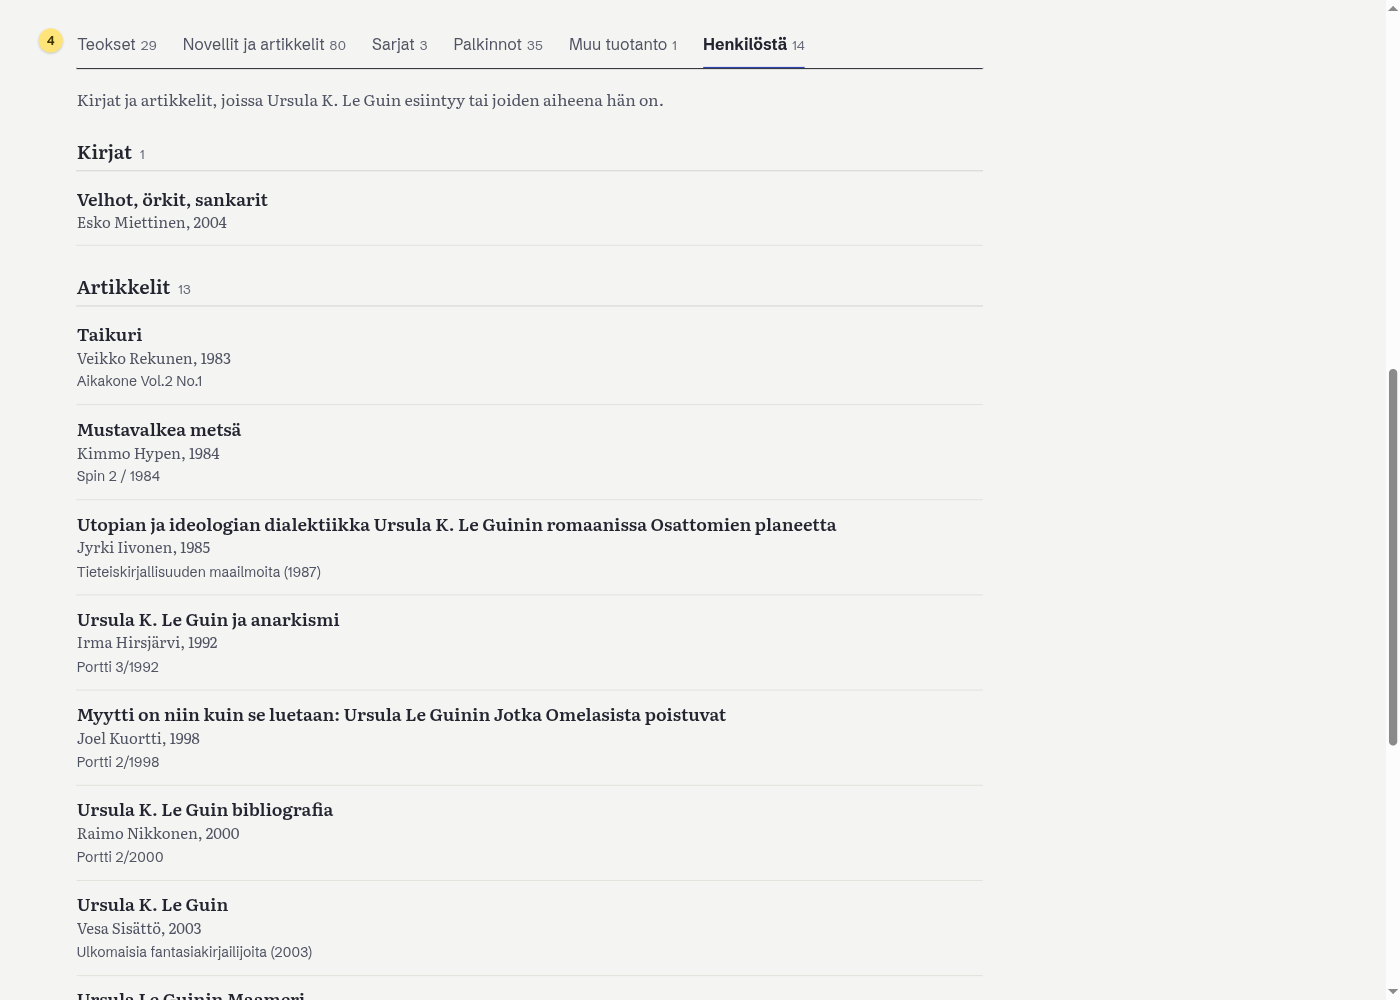 4
Teokset 29 Novellit ja artikkelit 80 Sarjat 3 Palkinnot 35 Muu tuotanto 1 Henkilöstä 14
Kirjat ja artikkelit, joissa Ursula K. Le Guin esiintyy tai joiden aiheena hän on.
Kirjat 1
Velhot, örkit, sankarit
Esko Miettinen, 2004
Artikkelit 13
Taikuri
Veikko Rekunen, 1983
Aikakone Vol.2 No.1
Mustavalkea metsä
Kimmo Hypen, 1984
Spin 2 / 1984
Utopian ja ideologian dialektiikka Ursula K. Le Guinin romaanissa Osattomien planeetta
Jyrki Iivonen, 1985
Tieteiskirjallisuuden maailmoita (1987)
Ursula K. Le Guin ja anarkismi
Irma Hirsjärvi, 1992
Portti 3/1992
Myytti on niin kuin se luetaan: Ursula Le Guinin Jotka Omelasista poistuvat
Joel Kuortti, 1998
Portti 2/1998
Ursula K. Le Guin bibliografia
Raimo Nikkonen, 2000
Portti 2/2000
Ursula K. Le Guin
Vesa Sisättö, 2003
Ulkomaisia fantasiakirjailijoita (2003)
Ursula Le Guinin Maameri